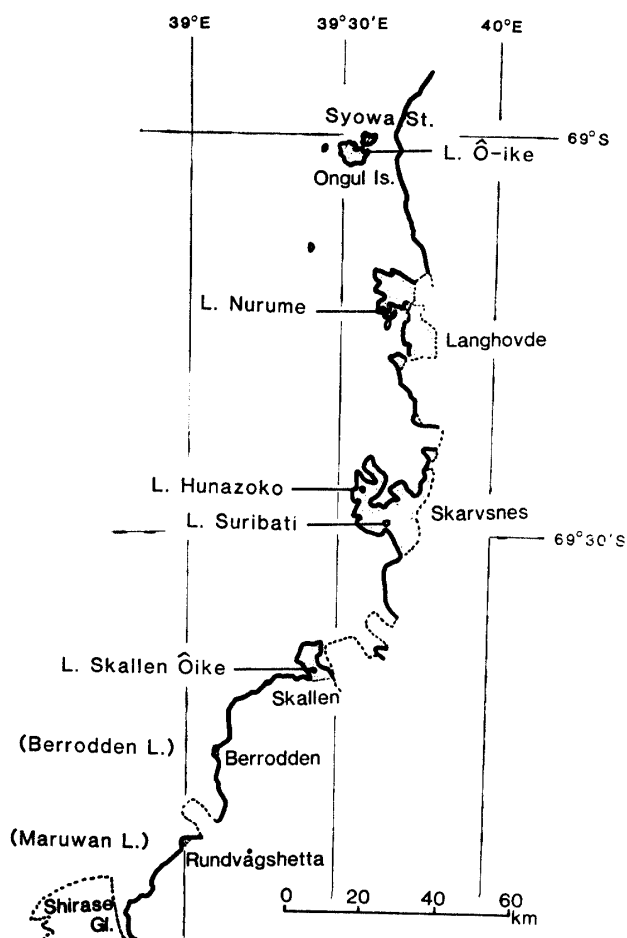 39°E 39°30′E 40°E
Syowa St.
69°S
L. Ô-ike
Ongul Is.
L. Nurume
Langhovde
L. Hunazoko
Skarvsnes
L. Suribati
69°30′S
L. Skallen Ôike
Skallen
(Berrodden L.)
Berrodden
(Maruwan L.)
Rundvågshetta
Shirase
Gl.
0 20 40 60
km